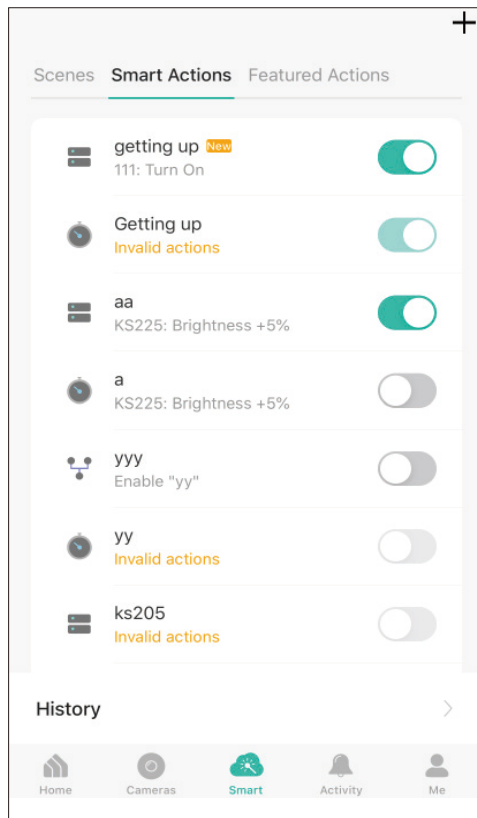 Scenes Smart Actions Featured Actions
getting up New
111: Turn On
Getting up
Invalid actions
aa
KS225: Brightness +5%
a
KS225: Brightness +5%
yyy
Enable "yy"
yy
Invalid actions
ks205
Invalid actions
History
Home Cameras Smart Activity Me